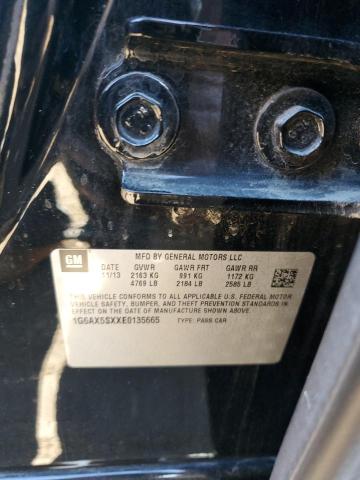 GM
MFD BY GENERAL MOTORS LLC
DATE GVWR GAWR FRT GAWR RR
11/13 2163 KG 991 KG 1172 KG
4769 LB 2184 LB 2585 LB
THIS VEHICLE CONFORMS TO ALL APPLICABLE U.S. FEDERAL MOTOR
VEHICLE SAFETY, BUMPER, AND THEFT PREVENTION STANDARDS
IN EFFECT ON THE DATE OF MANUFACTURE SHOWN ABOVE.
1G6AX5SXXE0135665 TYPE: PASS CAR